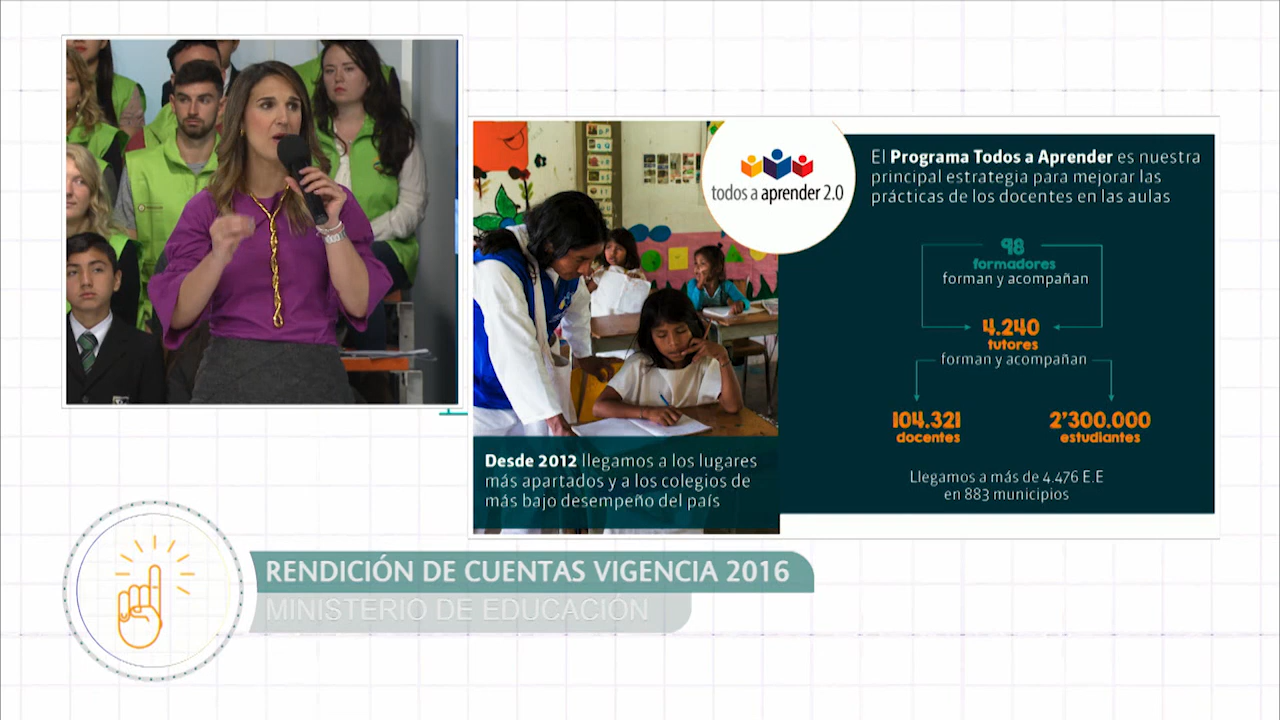 todos a aprender 2.0
El Programa Todos a Aprender es nuestra
principal estrategia para mejorar las
prácticas de los docentes en las aulas
98
formadores
forman y acompañan
4.240
tutores
forman y acompañan
104.321
docentes
2'300.000
estudiantes
Llegamos a más de 4.476 E.E
en 883 municipios
Desde 2012 llegamos a los lugares
más apartados y a los colegios de
más bajo desempeño del país
RENDICIÓN DE CUENTAS VIGENCIA 2016
MINISTERIO DE EDUCACIÓN